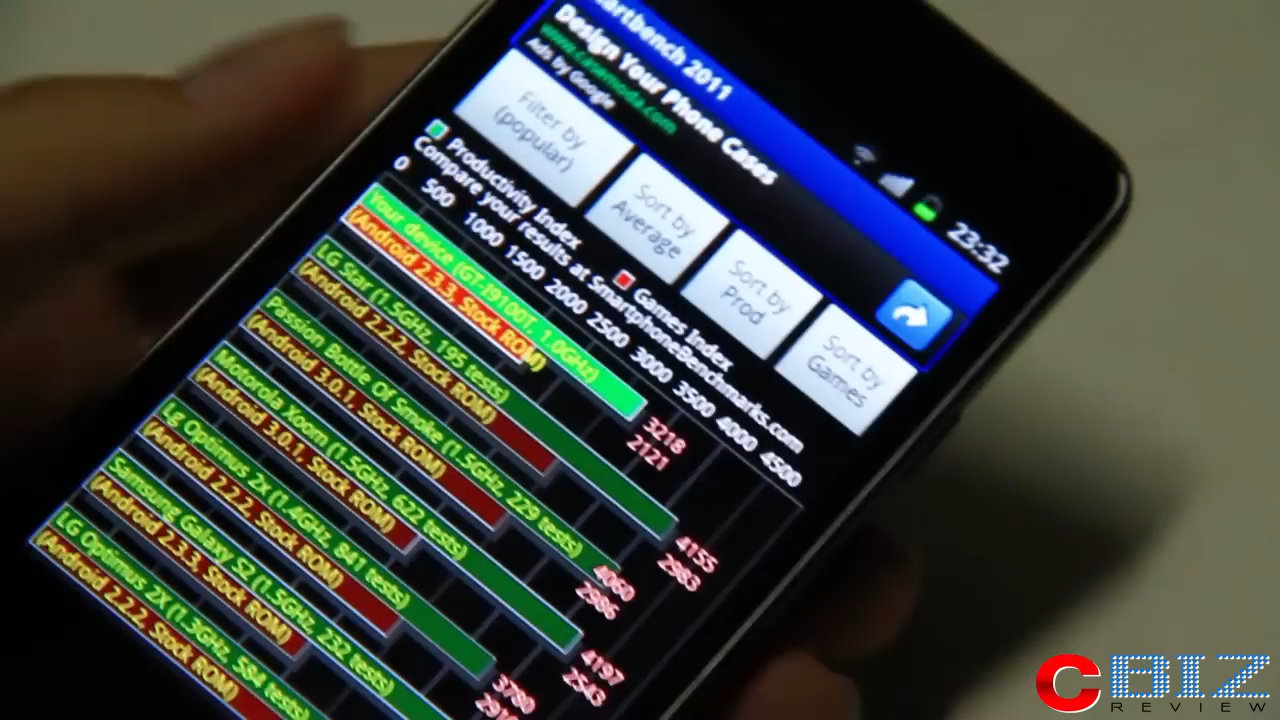 artbench 2011
Design Your Phone Cases
Ads by Google
23:32
Filter by
(popular)
Sort by
Average
Sort by
Prod
Sort by
Games
Productivity Index
Games Index
Compare your results at SmartphoneBenchmarks.com
0 500 1000 1500 2000 2500 3000 3500 4000 4500
Your device (GT-I9100T, 1.0GHz)
(Android 2.3.3, Stock ROM)
3218
2121
LG Star (1.5GHz, 195 tests)
(Android 2.2.2, Stock ROM)
4155
2983
Passion Bottle Of Smoke (1.5GHz, 229 tests)
(Android 3.0.1, Stock ROM)
4060
Motorola Xoom (1.5GHz, 622 tests)
(Android 3.0.1, Stock ROM)
4197
2543
Lg Optimus 2x (1.4GHz, 841 tests)
(Android 2.2.2, Stock ROM)
3780
Samsung Galaxy S2 (1.5GHz, 232 tests)
(Android 2.3.3, Stock ROM)
LG Optimus 2X (1.3GHz, 584 tests)
(Android 2.2.2, Stock ROM)
CBIZ
REVIEW